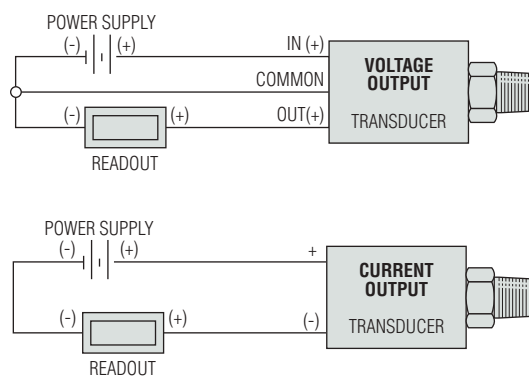 POWER SUPPLY
(-) (+) IN (+)
COMMON
(-) (+) OUT(+)
READOUT
VOLTAGE
OUTPUT
TRANSDUCER
POWER SUPPLY
(-) (+) +
(-) (+) (-)
READOUT
CURRENT
OUTPUT
TRANSDUCER